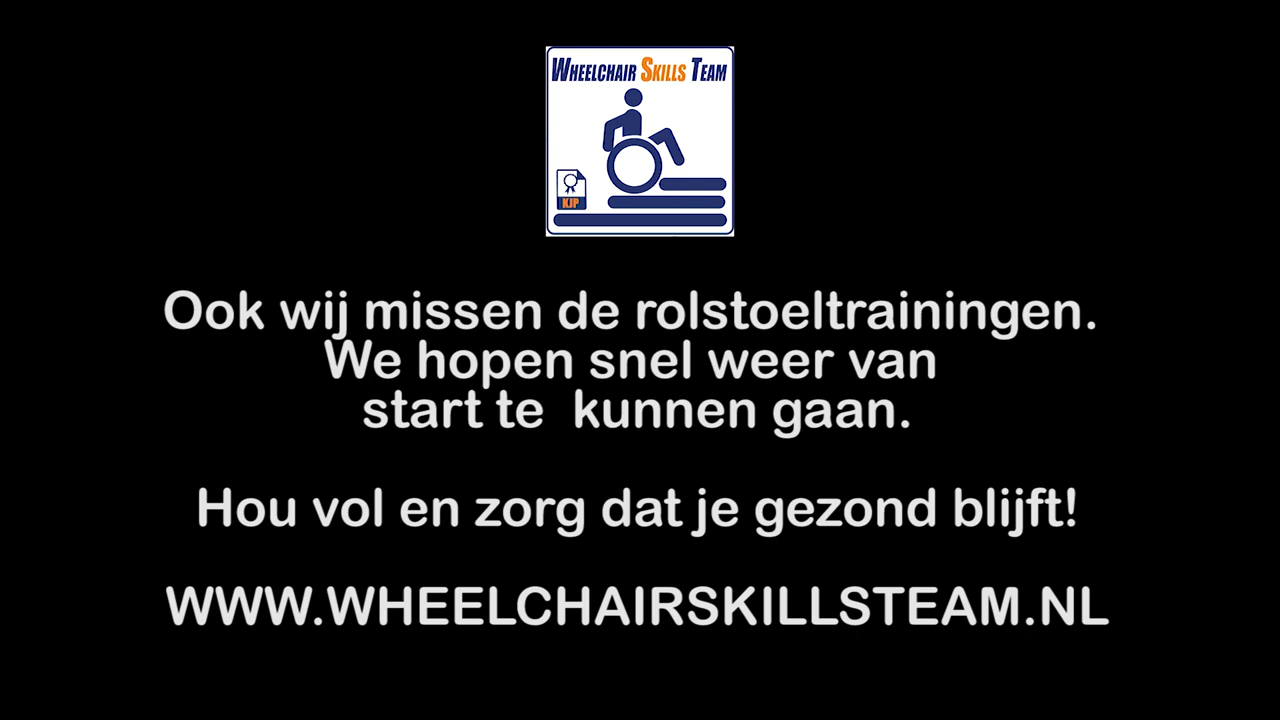 WHEELCHAIR SKILLS TEAM
KJP
Ook wij missen de rolstoeltrainingen.
We hopen snel weer van
start te  kunnen gaan.
Hou vol en zorg dat je gezond blijft!
WWW.WHEELCHAIRSKILLSTEAM.NL